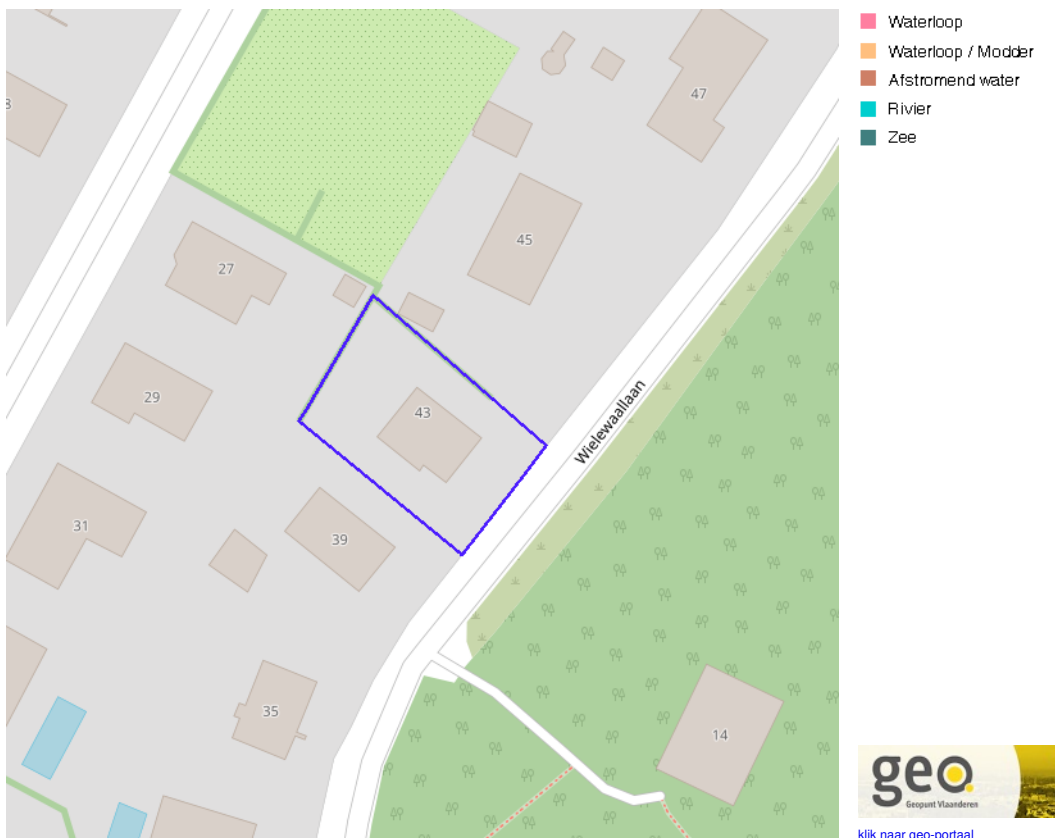 Waterloop
Waterloop / Modder
Afstromend water
Rivier
Zee
47
45
27
43
29
31
39
35
14
Wielewaallaan
geo.
Geopunt Vlaanderen
klik naar geo-portaal